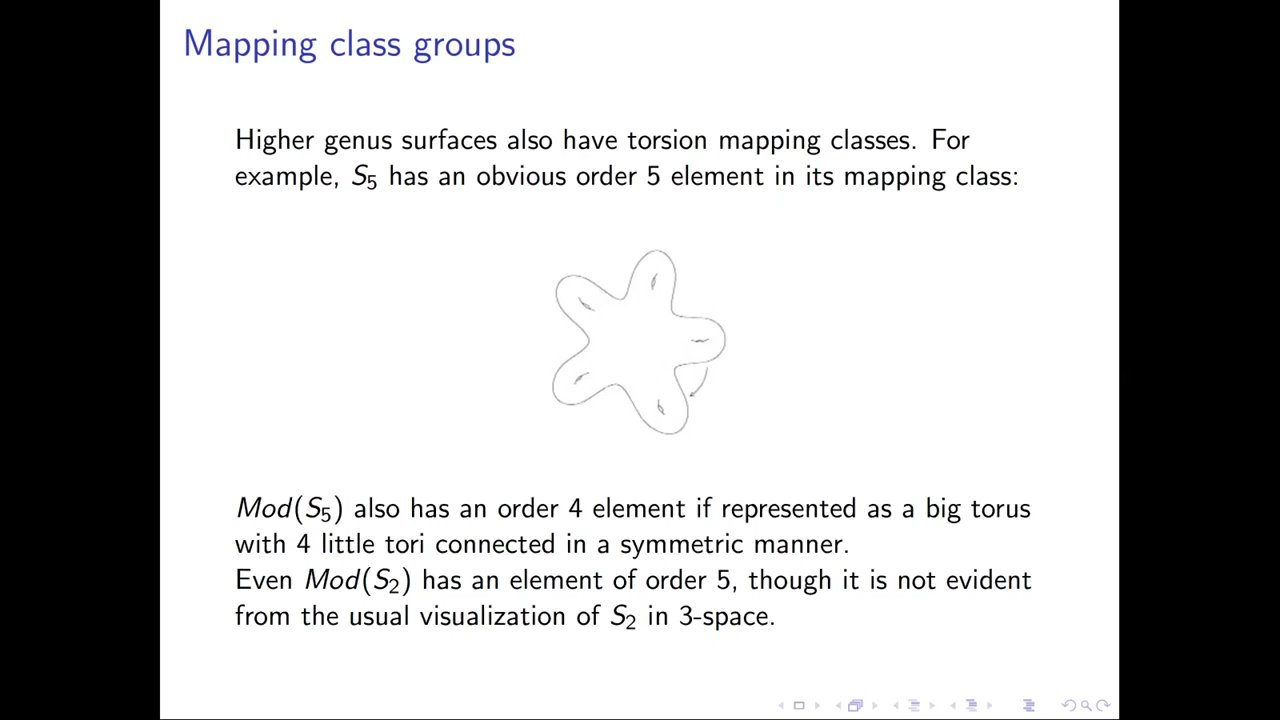 Mapping class groups
Higher genus surfaces also have torsion mapping classes. For
example, S₅ has an obvious order 5 element in its mapping class:
Mod(S₅) also has an order 4 element if represented as a big torus
with 4 little tori connected in a symmetric manner.
Even Mod(S₂) has an element of order 5, though it is not evident
from the usual visualization of S₂ in 3-space.